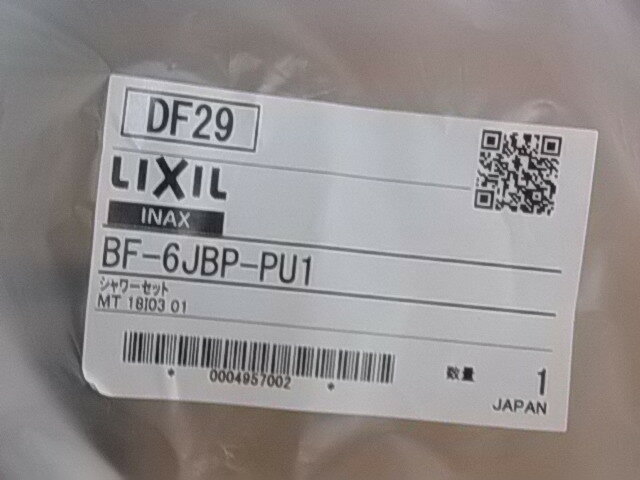 DF29
LIXIL
INAX
BF-6JBP-PU1
シャワーセット
MT 18I03 01
* 0004957002 *
数量 1
JAPAN